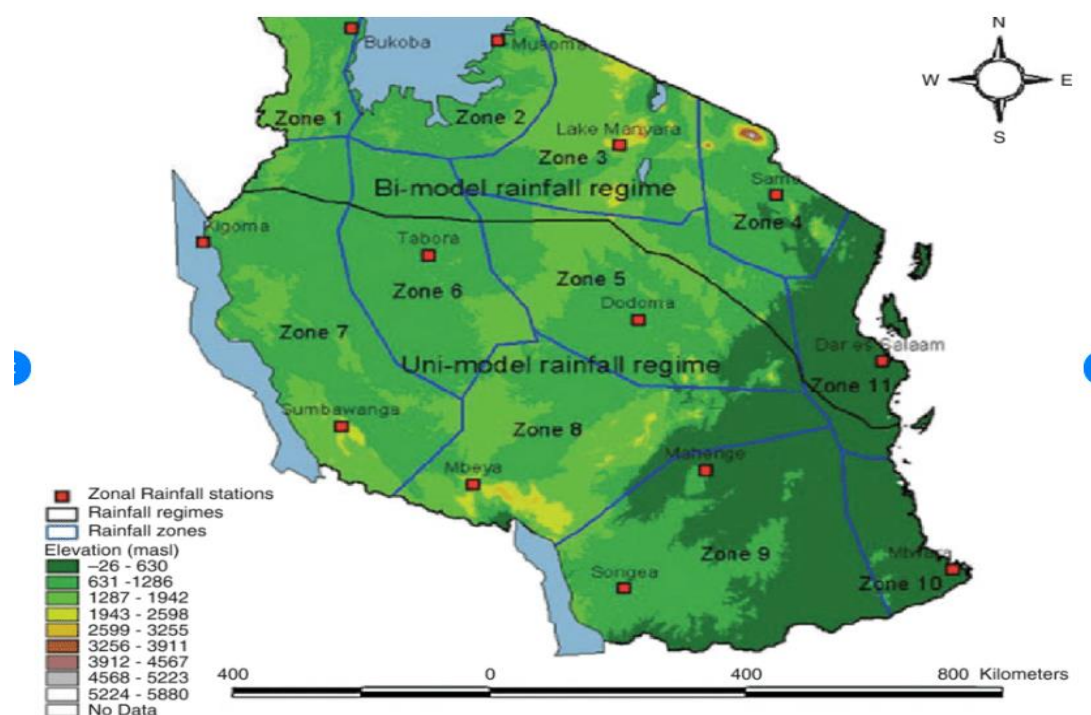 N
W E
S
Bukoba
Musoma
Zone 1
Zone 2
Lake Manyara
Zone 3
Bi-model rainfall regime
Same
Zone 4
Kigoma
Tabora
Zone 5
Zone 6
Dodoma
Zone 7
Dar es Salaam
Uni-model rainfall regime
Zone 11
Sumbawanga
Zone 8
Mahenge
Mbeya
Zone 9
Mtwara
Zone 10
Songea
Zonal Rainfall stations
Rainfall regimes
Rainfall zones
Elevation (masl)
–26 - 630
631 -1286
1287 - 1942
1943 - 2598
2599 - 3255
3256 - 3911
3912 - 4567
4568 - 5223
5224 - 5880
No Data
400 0 400 800 Kilometers